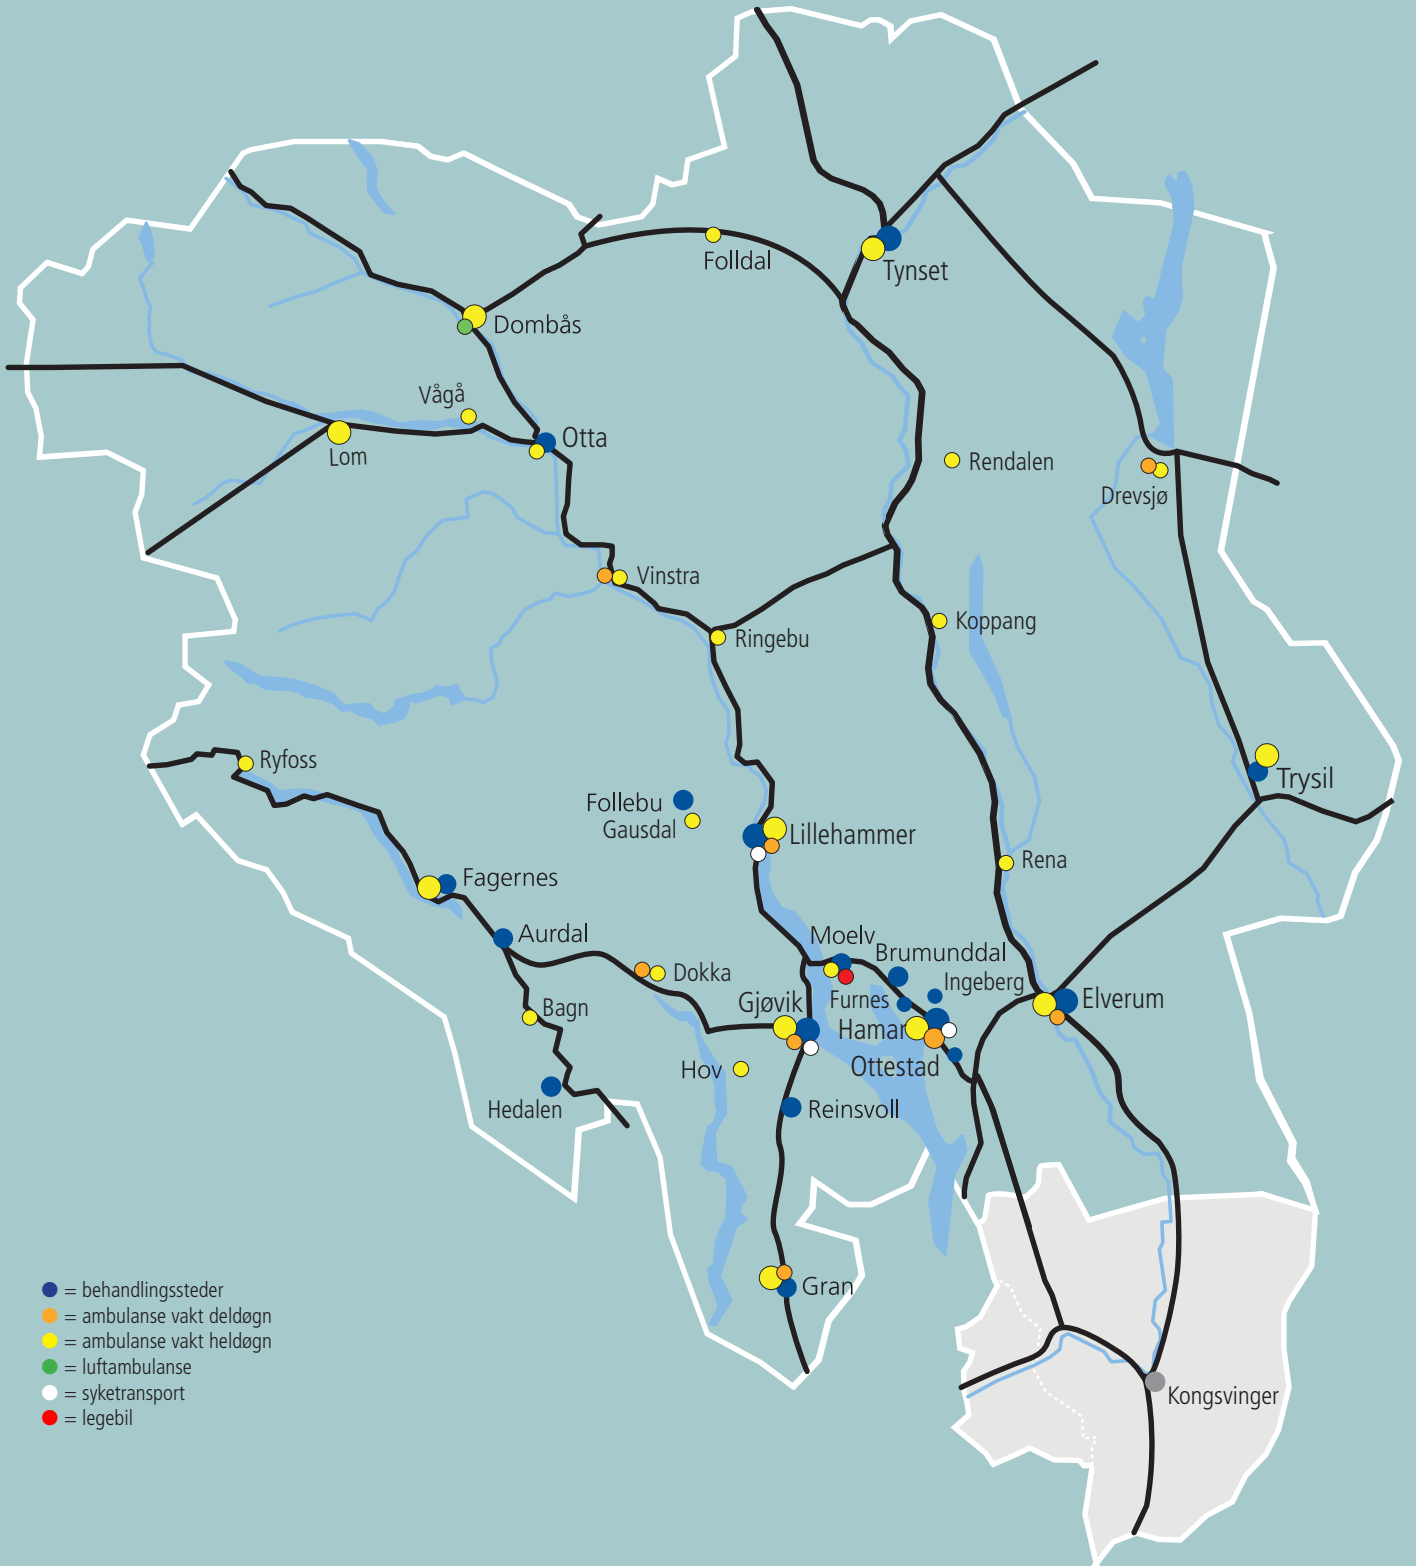 Folldal
Tynset
Dombås
Vågå
Otta
Lom
Rendalen
Drevsjø
Vinstra
Koppang
Ringebu
Ryfoss
Trysil
Follebu
Gausdal
Lillehammer
Rena
Fagernes
Aurdal
Moelv
Brumunddal
Dokka
Ingeberg
Gjøvik
Furnes
Elverum
Bagn
Hamar
Hov
Ottestad
Hedalen
Reinsvoll
Gran
= behandlingssteder
= ambulanse vakt deldøgn
= ambulanse vakt heldøgn
= luftambulanse
= syketransport
= legebil
Kongsvinger